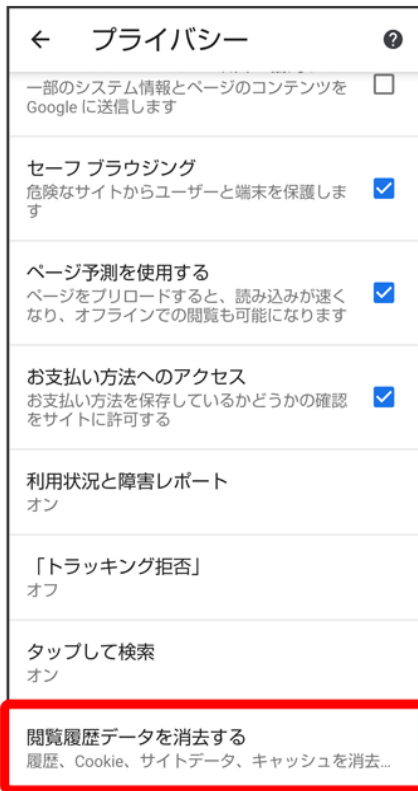 プライバシー
一部のシステム情報とページのコンテンツを
Google に送信します
セーフ ブラウジング
危険なサイトからユーザーと端末を保護しま
す
ページ予測を使用する
ページをプリロードすると、読み込みが速く
なり、オフラインでの閲覧も可能になります
お支払い方法へのアクセス
お支払い方法を保存しているかどうかの確認
をサイトに許可する
利用状況と障害レポート
オン
「トラッキング拒否」
オフ
タップして検索
オン
閲覧履歴データを消去する
履歴、Cookie、サイトデータ、キャッシュを消去...